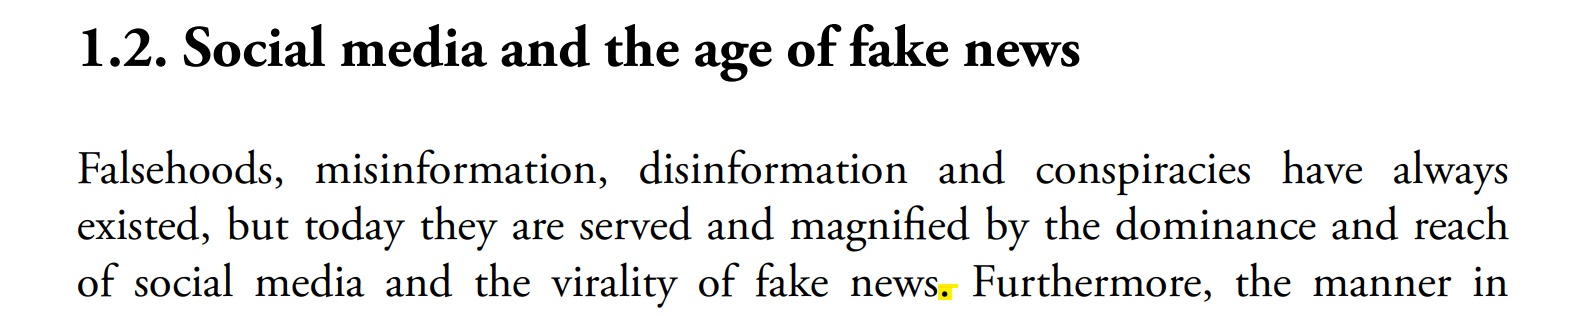 1.2. Social media and the age of fake news
Falsehoods, misinformation, disinformation and conspiracies have always
existed, but today they are served and magnified by the dominance and reach
of social media and the virality of fake news. Furthermore, the manner in